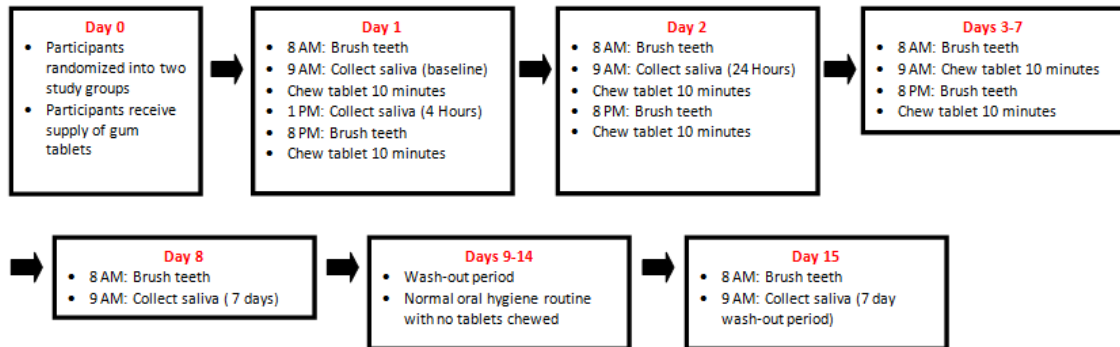 Day 0
• Participants
randomized into two
study groups
• Participants receive
supply of gum
tablets
Day 1
• 8 AM: Brush teeth
• 9 AM: Collect saliva (baseline)
• Chew tablet 10 minutes
• 1 PM: Collect saliva (4 Hours)
• 8 PM: Brush teeth
• Chew tablet 10 minutes
Day 2
• 8 AM: Brush teeth
• 9 AM: Collect saliva (24 Hours)
• Chew tablet 10 minutes
• 8 PM: Brush teeth
• Chew tablet 10 minutes
Days 3-7
• 8 AM: Brush teeth
• 9 AM: Chew tablet 10 minutes
• 8 PM: Brush teeth
• Chew tablet 10 minutes
Day 8
• 8 AM: Brush teeth
• 9 AM: Collect saliva ( 7 days)
Days 9-14
• Wash-out period
• Normal oral hygiene routine
with no tablets chewed
Day 15
• 8 AM: Brush teeth
• 9 AM: Collect saliva (7 day
wash-out period)